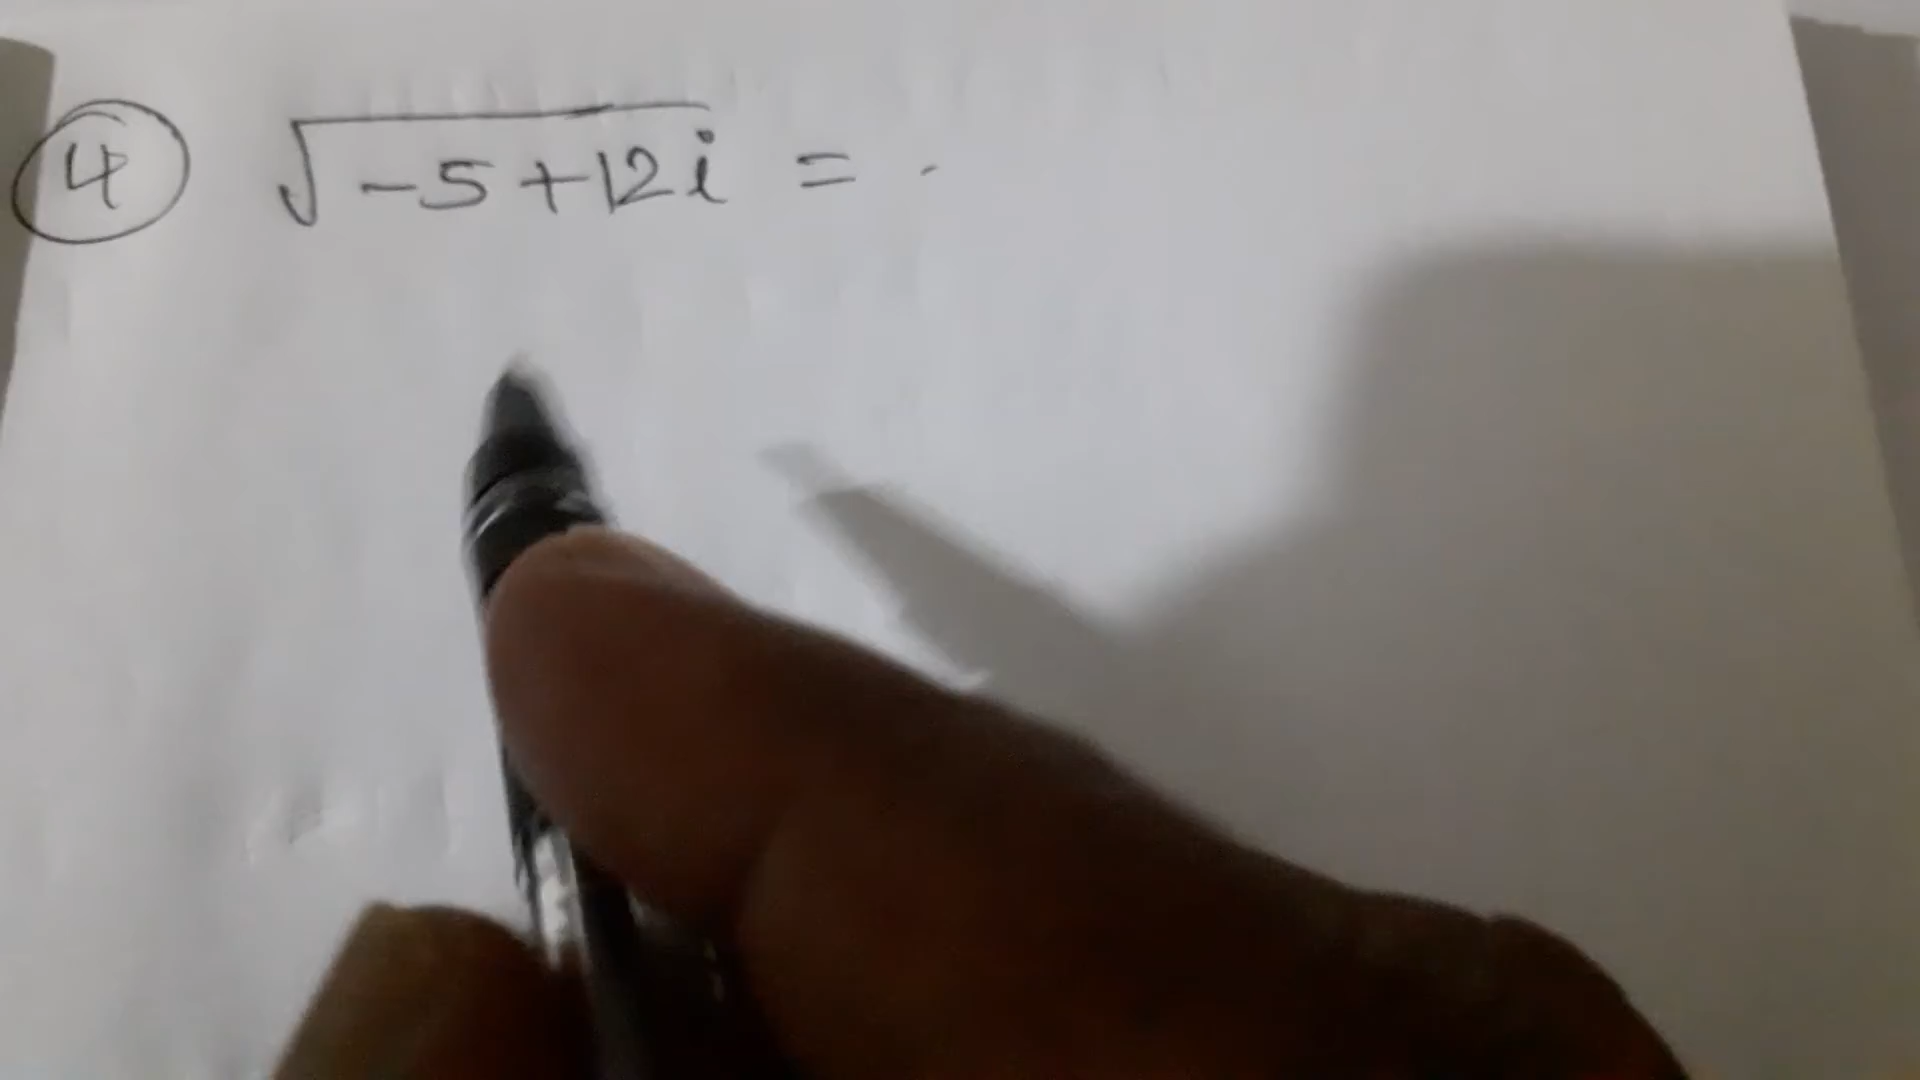 ④ √-5+12i = .